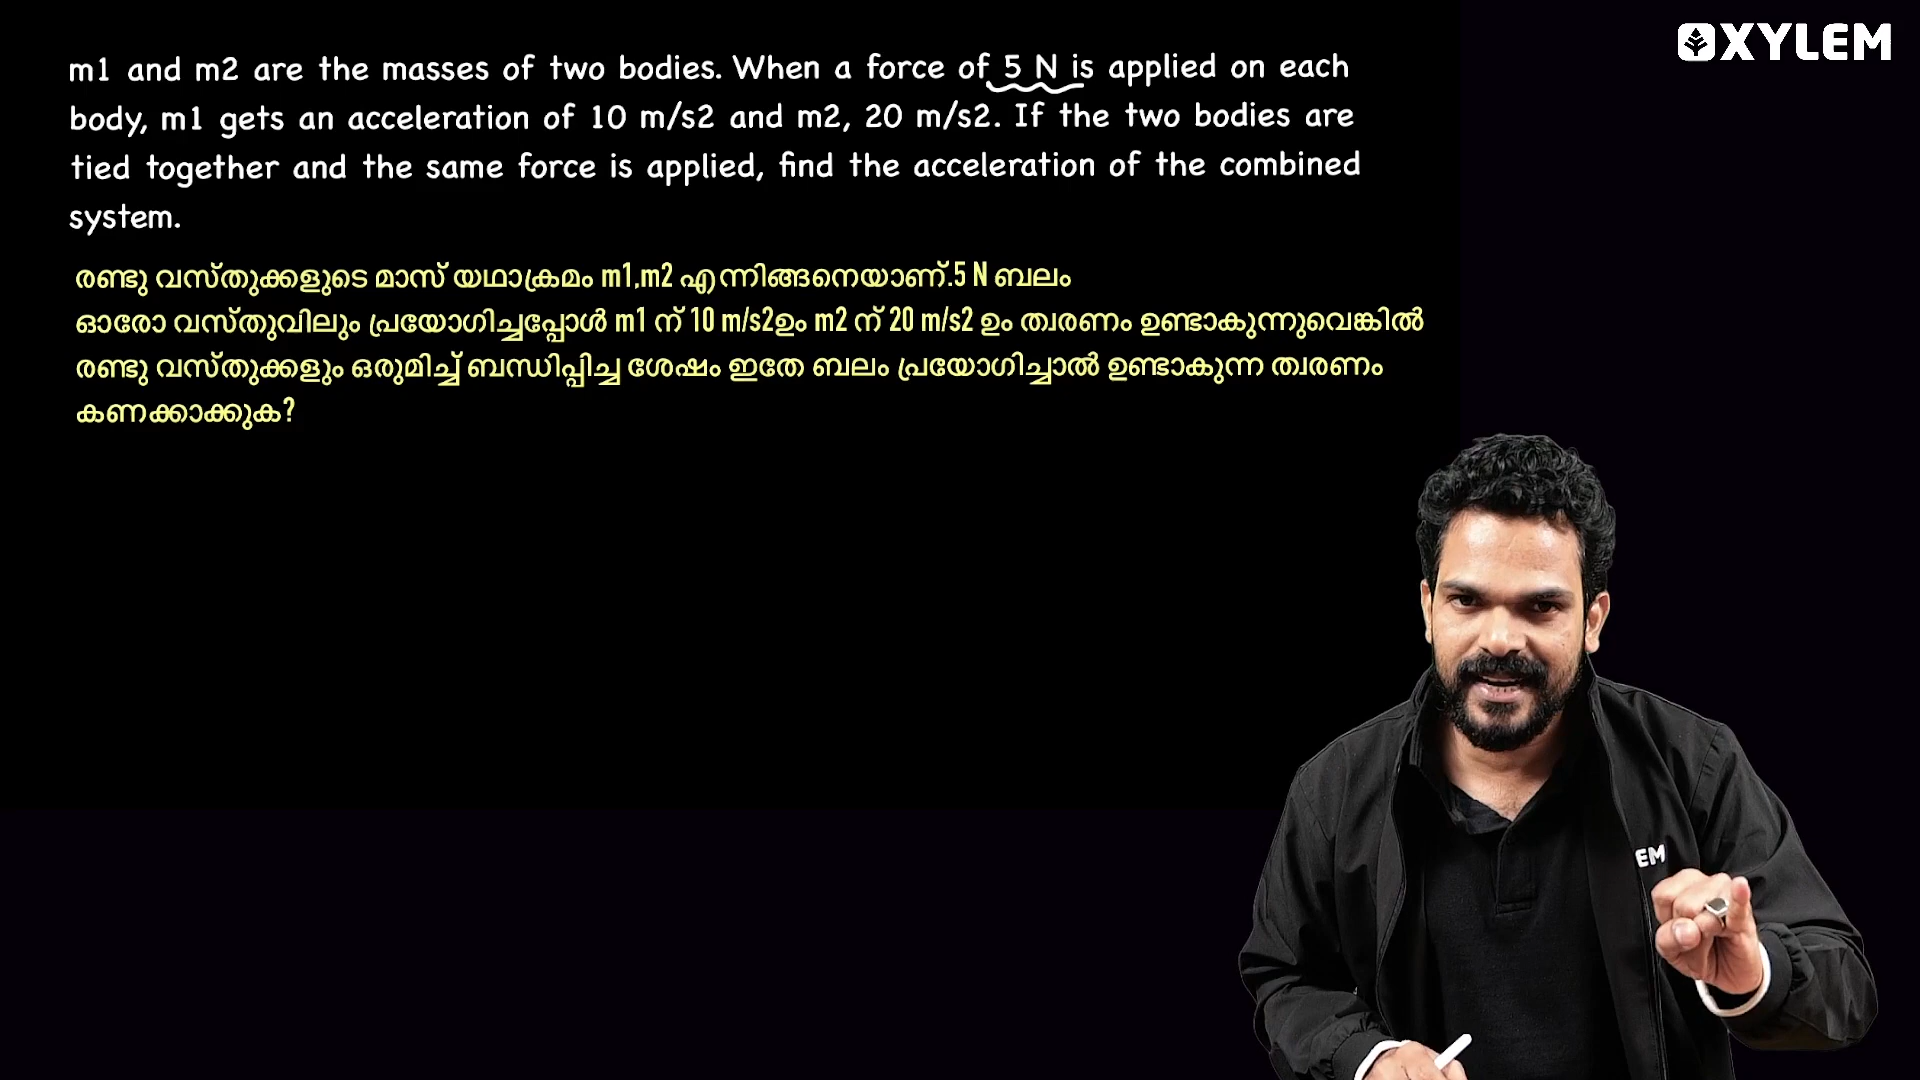 OXYLEM
m1 and m2 are the masses of two bodies. When a force of 5 N is applied on each
body, m1 gets an acceleration of 10 m/s2 and m2, 20 m/s2. If the two bodies are
tied together and the same force is applied, find the acceleration of the combined
system.
രണ്ടു വസ്തുക്കളുടെ മാസ് യഥാക്രമം m1,m2 എന്നിങ്ങനെയാണ്.5 N ബലം
ഓരോ വസ്തുവിലും പ്രയോഗിച്ചപ്പോൾ m1 ന് 10 m/s2ഉം m2 ന് 20 m/s2 ഉം ത്വരണം ഉണ്ടാകുന്നുവെങ്കിൽ
രണ്ടു വസ്തുക്കളും ഒരുമിച്ച് ബന്ധിപ്പിച്ച ശേഷം ഇതേ ബലം പ്രയോഗിച്ചാൽ ഉണ്ടാകുന്ന ത്വരണം
കണക്കാക്കുക?
EM